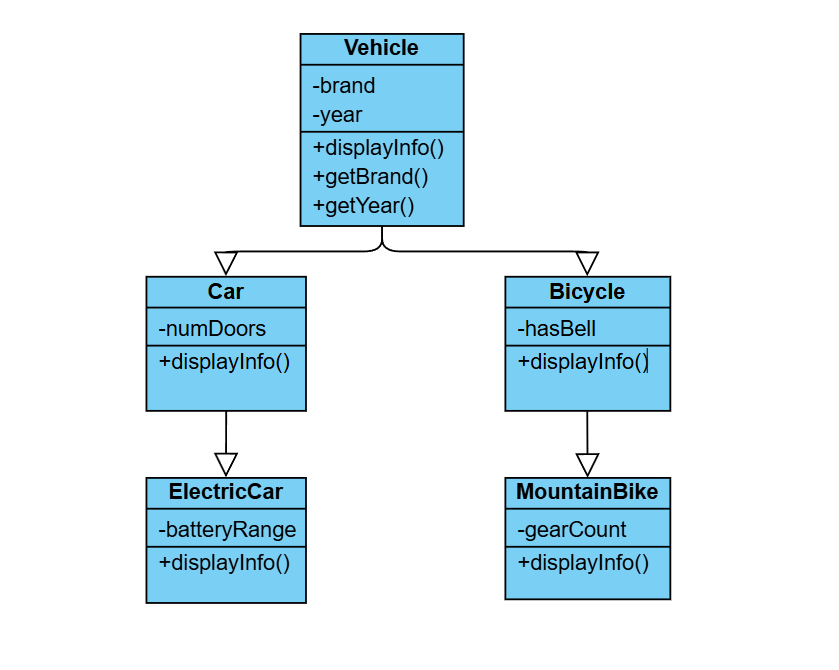 Vehicle
-brand
-year
+displayInfo()
+getBrand()
+getYear()
Car
-numDoors
+displayInfo()
Bicycle
-hasBell
+displayInfo()
ElectricCar
-batteryRange
+displayInfo()
MountainBike
-gearCount
+displayInfo()